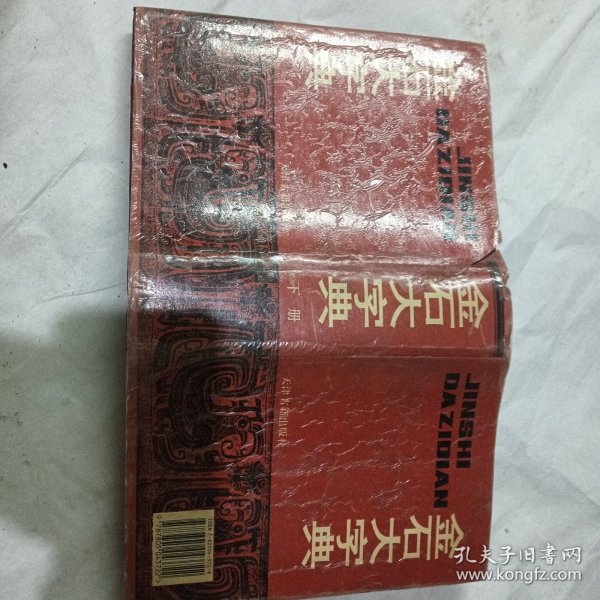 金石大字典
JINSHI
DAZIDIAN
金石大字典
下册
金石大字典
JINSHI
DAZIDIAN
天津古籍出版社
孔夫子旧书网
www.kongfz.com